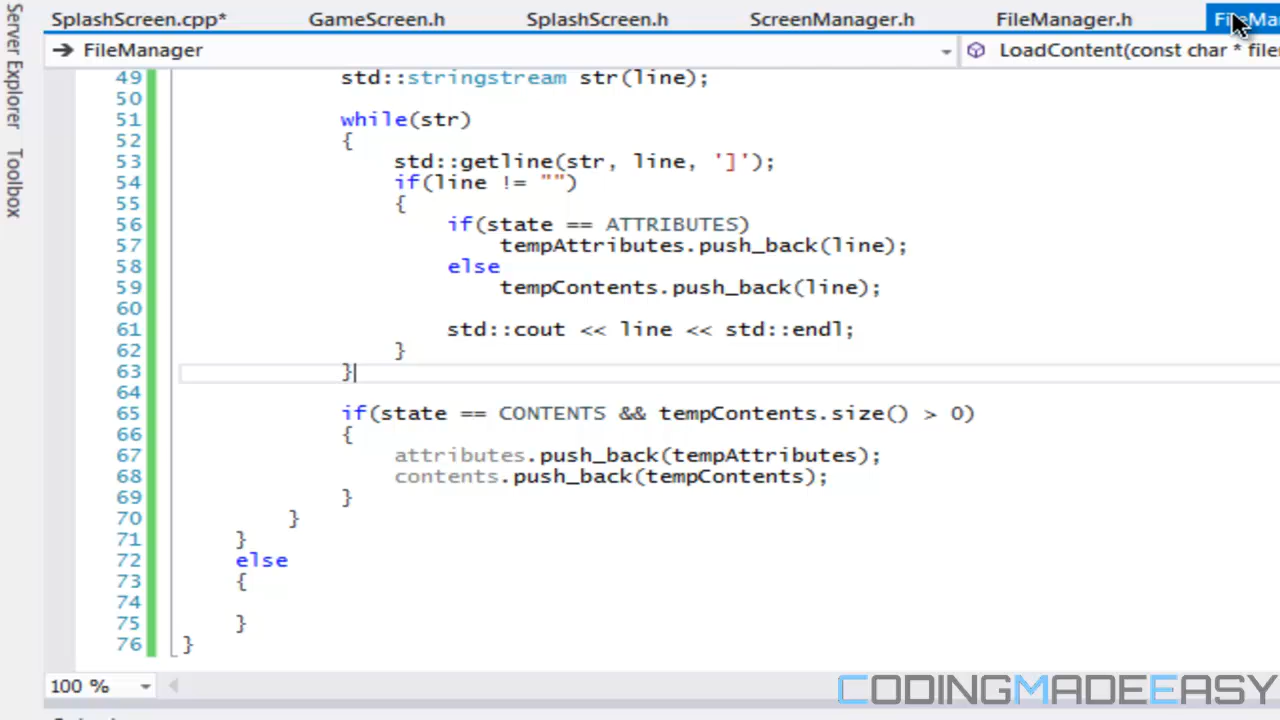 SplashScreen.cpp* GameScreen.h SplashScreen.h ScreenManager.h FileManager.h
Server Explorer
Toolbox
FileManager LoadContent(const char * file
49 std::stringstream str(line);
50
51 while(str)
52 {
53 std::getline(str, line, ']');
54 if(line != "")
55 {
56 if(state == ATTRIBUTES)
57 tempAttributes.push_back(line);
58 else
59 tempContents.push_back(line);
60
61 std::cout << line << std::endl;
62 }
63 }
64
65 if(state == CONTENTS && tempContents.size() > 0)
66 {
67 attributes.push_back(tempAttributes);
68 contents.push_back(tempContents);
69 }
70 }
71 }
72 else
73 {
74
75 }
76 }
100 %
CODINGMADEEASY